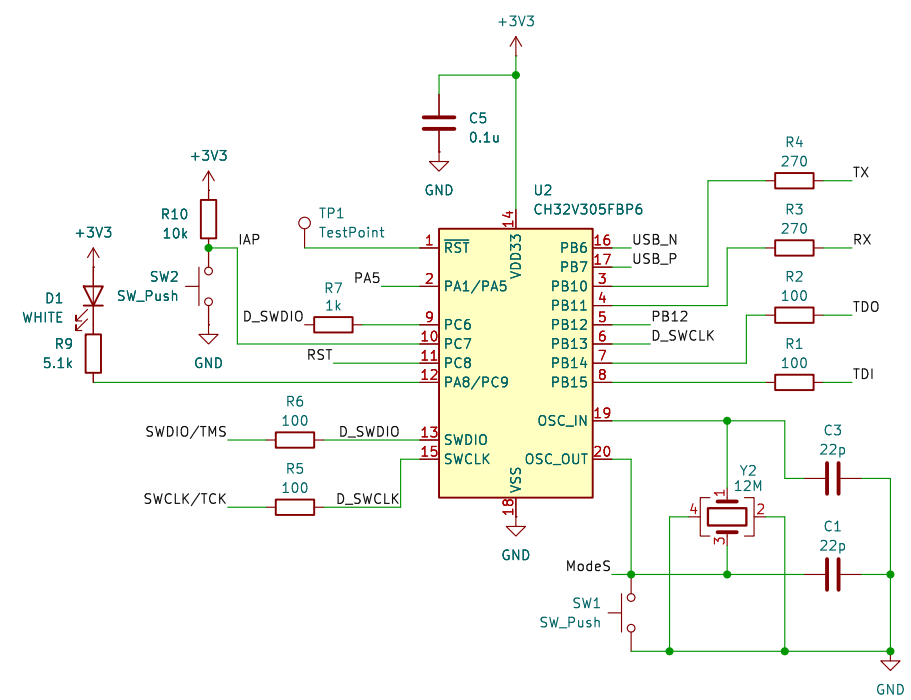 +3V3
C5
0.1u
GND
+3V3
R10
10k
IAP
SW2
SW_Push
GND
+3V3
D1
WHITE
R9
5.1k
TP1
TestPoint
PA5
R7
1k
D_SWDIO
RST
R6
100
SWDIO/TMS
D_SWDIO
R5
100
SWCLK/TCK
D_SWCLK
U2
CH32V305FBP6
14
VDD33
1 RST
2 PA1/PA5
9 PC6
10 PC7
11 PC8
12 PA8/PC9
13 SWDIO
15 SWCLK
PB6 16 USB_N
PB7 17 USB_P
PB10 3
PB11 4
PB12 5 PB12
PB13 6 D_SWCLK
PB14 7
PB15 8
OSC_IN 19
OSC_OUT 20
VSS
18
GND
R4
270
TX
R3
270
RX
R2
100
TDO
R1
100
TDI
C3
22p
Y2
12M
1
4
2
3
C1
22p
ModeS
SW1
SW_Push
GND